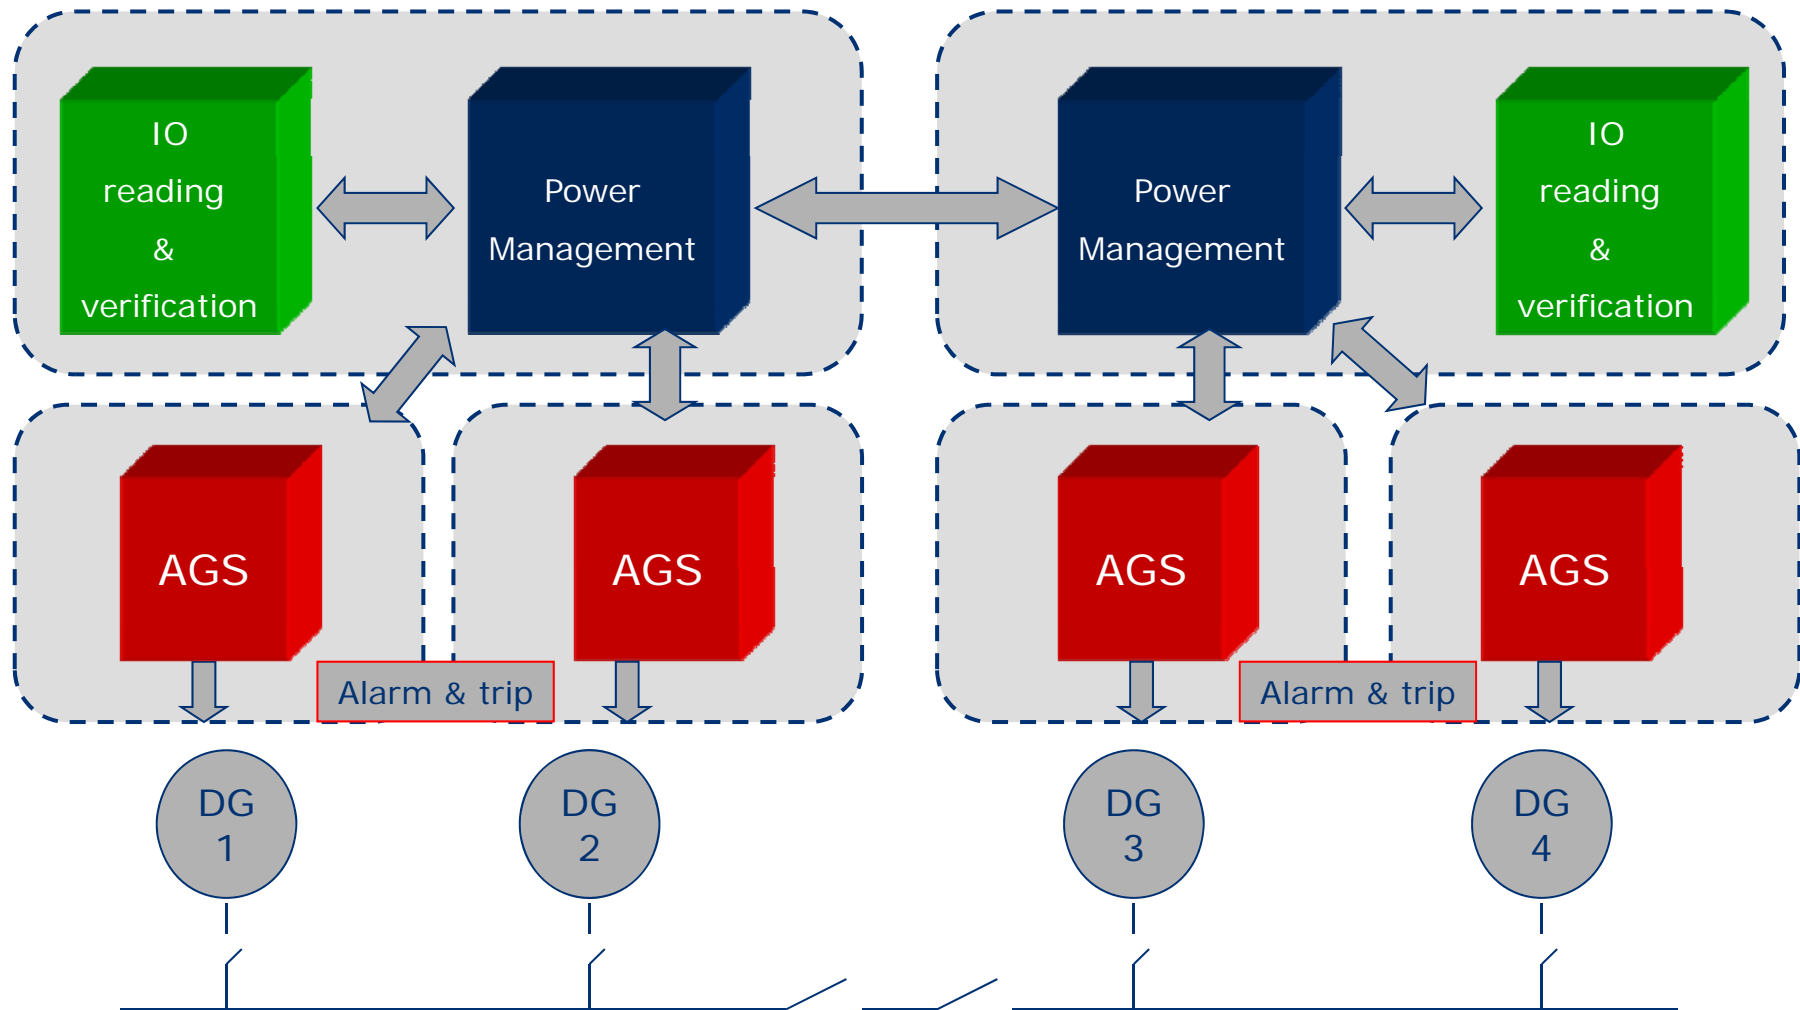 IO
reading
&
verification
Power
Management
Power
Management
IO
reading
&
verification
AGS
AGS
AGS
AGS
Alarm & trip
Alarm & trip
DG
1
DG
2
DG
3
DG
4